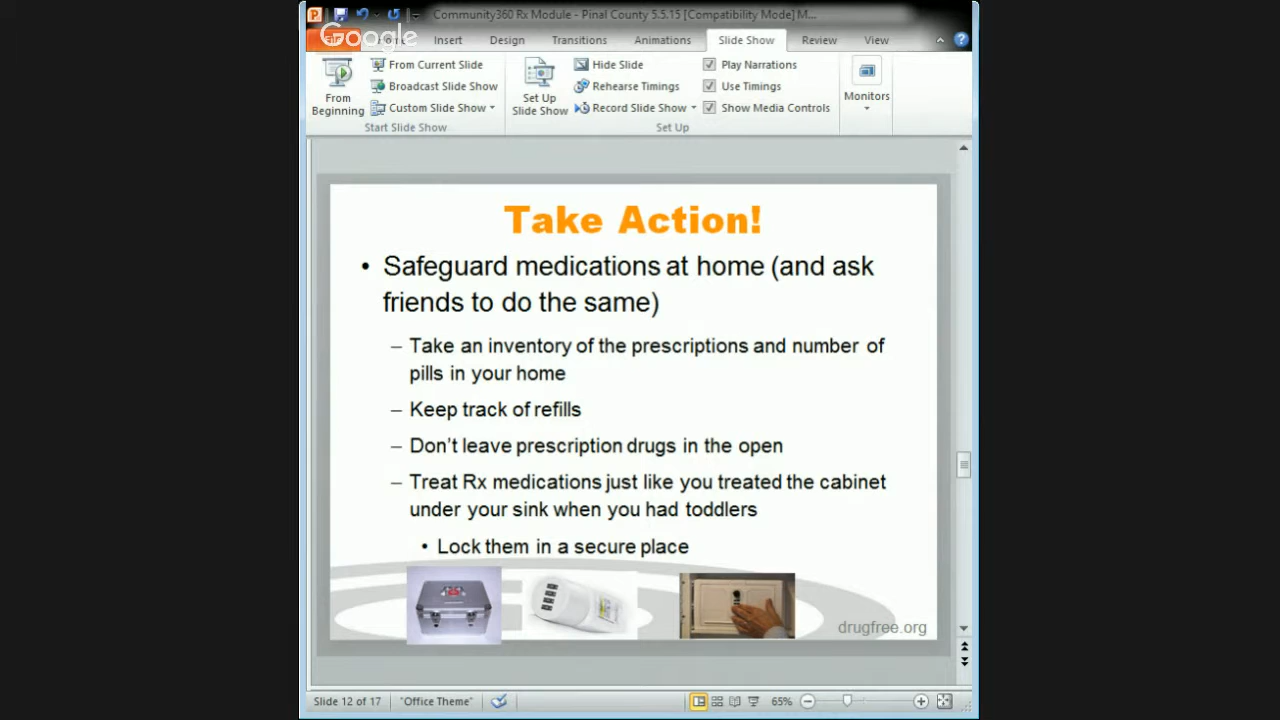 Community360 Rx Module - Pinal County 5.5.15 [Compatibility Mode] M...
Google
Insert Design Transitions Animations Slide Show Review View
From Beginning
From Current Slide
Broadcast Slide Show
Custom Slide Show
Start Slide Show
Set Up Slide Show
Hide Slide
Rehearse Timings
Record Slide Show
Play Narrations
Use Timings
Show Media Controls
Set Up
Monitors
Take Action!
• Safeguard medications at home (and ask
friends to do the same)
– Take an inventory of the prescriptions and number of
pills in your home
– Keep track of refills
– Don't leave prescription drugs in the open
– Treat Rx medications just like you treated the cabinet
under your sink when you had toddlers
• Lock them in a secure place
drugfree.org
Slide 12 of 17 "Office Theme" 65%